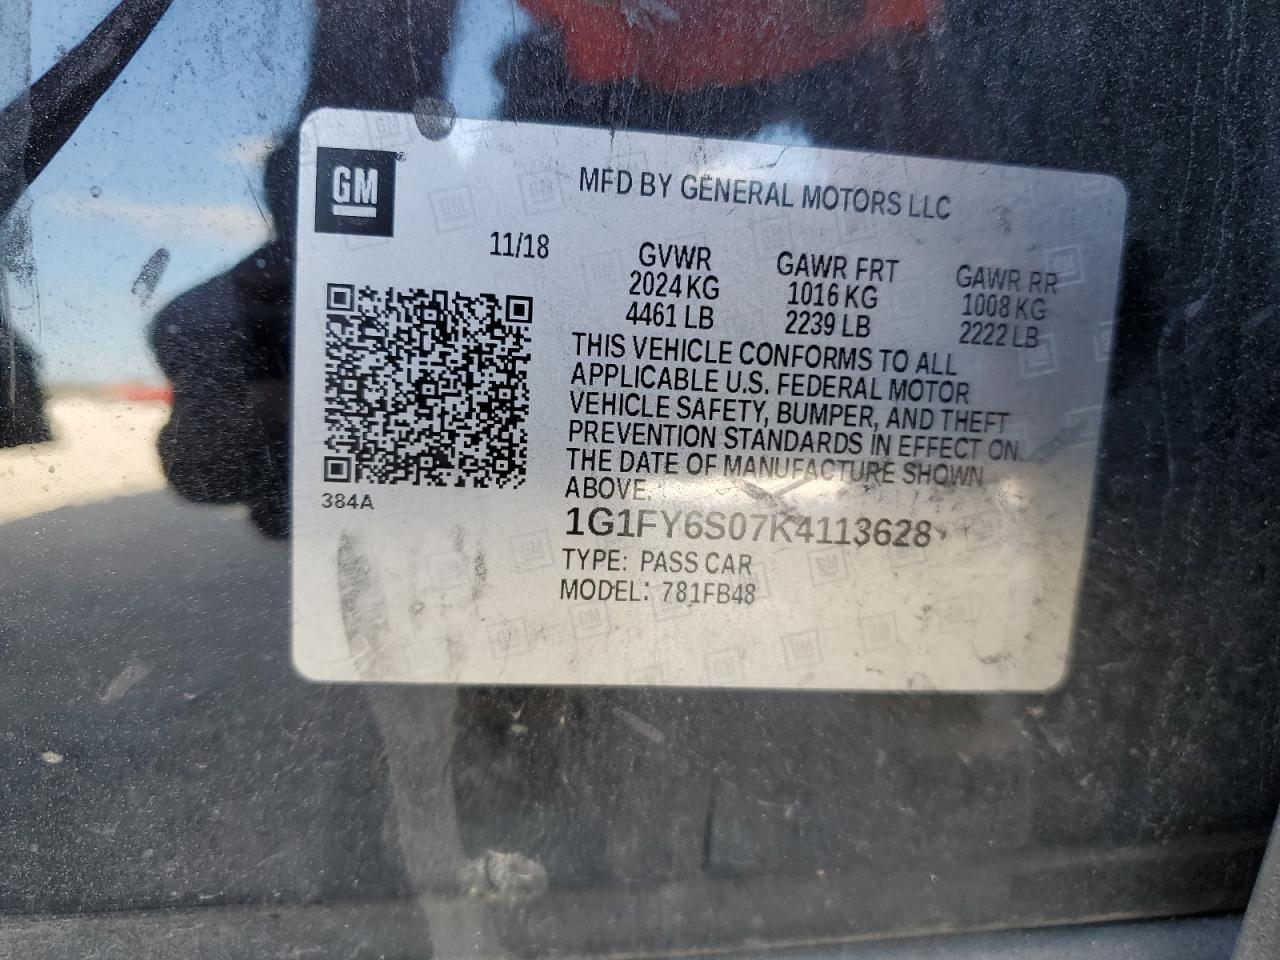 GM
MFD BY GENERAL MOTORS LLC
11/18
GVWR
2024 KG
4461 LB
GAWR FRT
1016 KG
2239 LB
GAWR RR
1008 KG
2222 LB
THIS VEHICLE CONFORMS TO ALL
APPLICABLE U.S. FEDERAL MOTOR
VEHICLE SAFETY, BUMPER, AND THEFT
PREVENTION STANDARDS IN EFFECT ON
THE DATE OF MANUFACTURE SHOWN
ABOVE.
384A
1G1FY6S07K4113628
TYPE: PASS CAR
MODEL: 781FB48